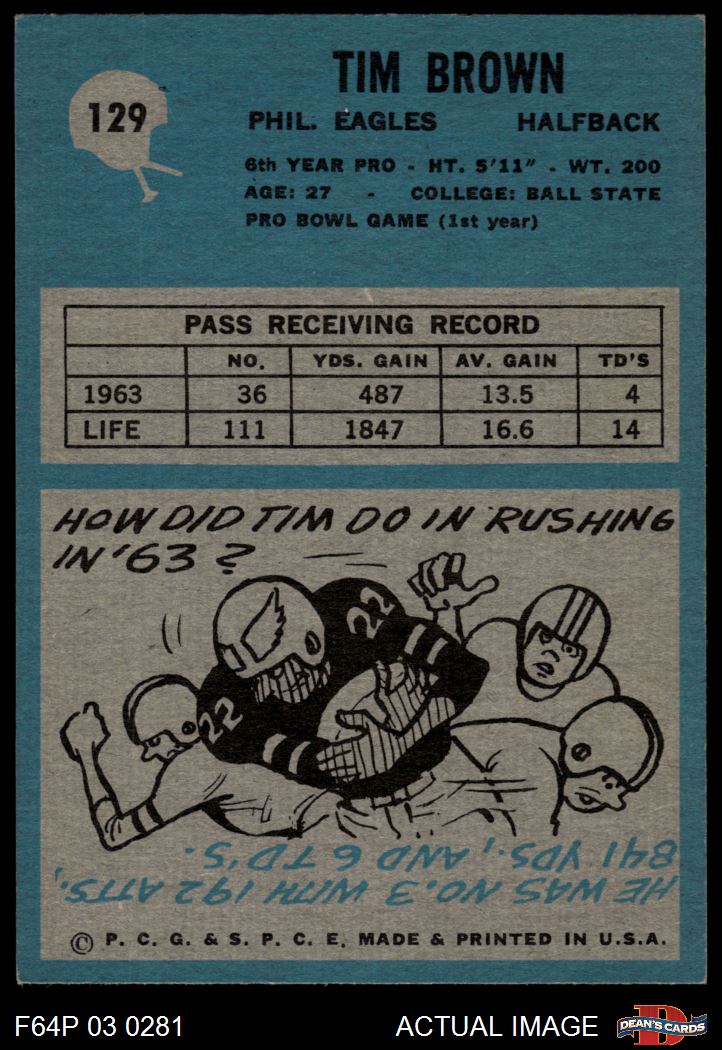 129
TIM BROWN
PHIL. EAGLES HALFBACK
6th YEAR PRO - HT. 5'11" - WT. 200
AGE: 27 - COLLEGE: BALL STATE
PRO BOWL GAME (1st year)
PASS RECEIVING RECORD
NO. YDS. GAIN AV. GAIN TD'S
1963 36 487 13.5 4
LIFE 111 1847 16.6 14
HOW DID TIM DO IN RUSHING
IN '63?
22
22
HE WAS NO. 3 WITH 192 ATTS.,
841 YDS., AND 6 TD'S.
© P. C. G. & S. P. C. E. MADE & PRINTED IN U.S.A.
F64P 03 0281 ACTUAL IMAGE
D
DEAN'S CARDS